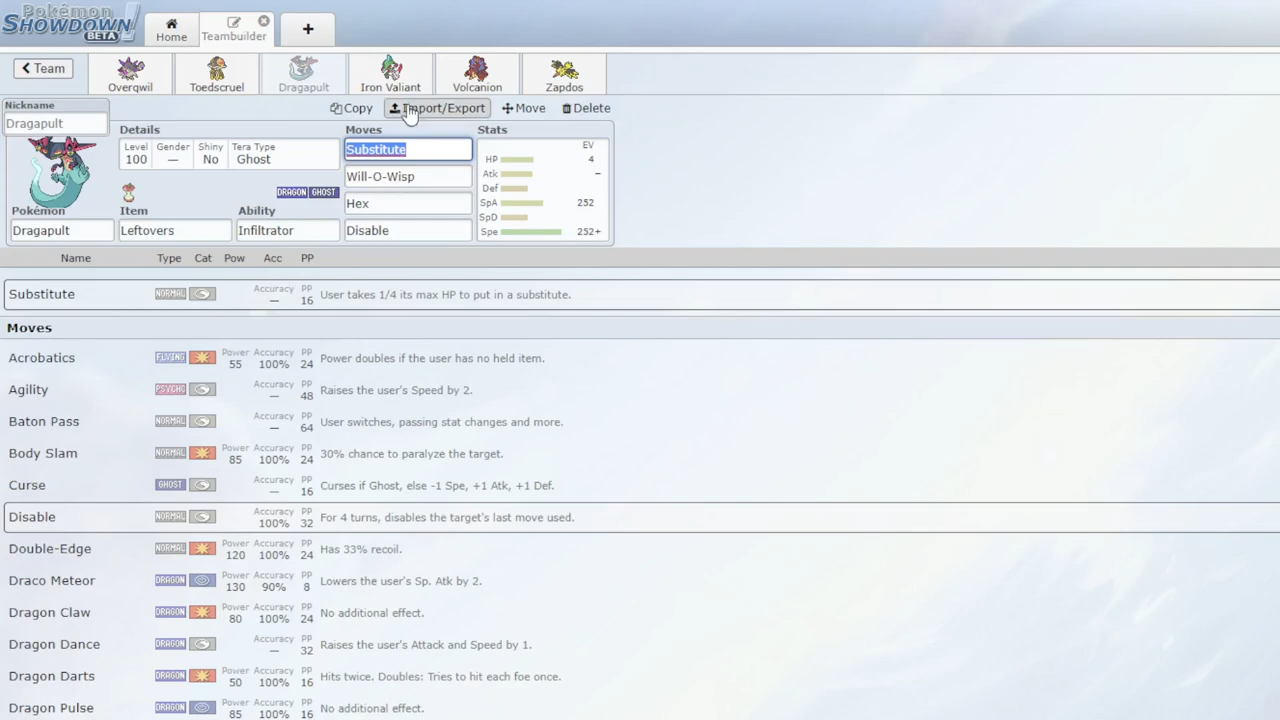 Pokémon
SHOWDOWN!
BETA
Home
Teambuilder
+
Team
Overqwil
Toedscruel
Dragapult
Iron Valiant
Volcanion
Zapdos
Copy
Import/Export
Move
Delete
Nickname
Dragapult
Details
Level Gender Shiny Tera Type
100 — No Ghost
DRAGON GHOST
Pokémon Item Ability
Dragapult Leftovers Infiltrator
Moves
Substitute
Will-O-Wisp
Hex
Disable
Stats
EV
HP 4
Atk –
Def
SpA 252
SpD
Spe 252+
Name Type Cat Pow Acc PP
Substitute NORMAL Accuracy — PP 16 User takes 1/4 its max HP to put in a substitute.
Moves
Acrobatics FLYING Power 55 Accuracy 100% PP 24 Power doubles if the user has no held item.
Agility PSYCHC Accuracy — PP 48 Raises the user's Speed by 2.
Baton Pass NORMAL Accuracy — PP 64 User switches, passing stat changes and more.
Body Slam NORMAL Power 85 Accuracy 100% PP 24 30% chance to paralyze the target.
Curse GHOST Accuracy — PP 16 Curses if Ghost, else -1 Spe, +1 Atk, +1 Def.
Disable NORMAL Accuracy 100% PP 32 For 4 turns, disables the target's last move used.
Double-Edge NORMAL Power 120 Accuracy 100% PP 24 Has 33% recoil.
Draco Meteor DRAGON Power 130 Accuracy 90% PP 8 Lowers the user's Sp. Atk by 2.
Dragon Claw DRAGON Power 80 Accuracy 100% PP 24 No additional effect.
Dragon Dance DRAGON Accuracy — PP 32 Raises the user's Attack and Speed by 1.
Dragon Darts DRAGON Power 50 Accuracy 100% PP 16 Hits twice. Doubles: Tries to hit each foe once.
Dragon Pulse DRAGON Power 85 Accuracy 100% PP 16 No additional effect.